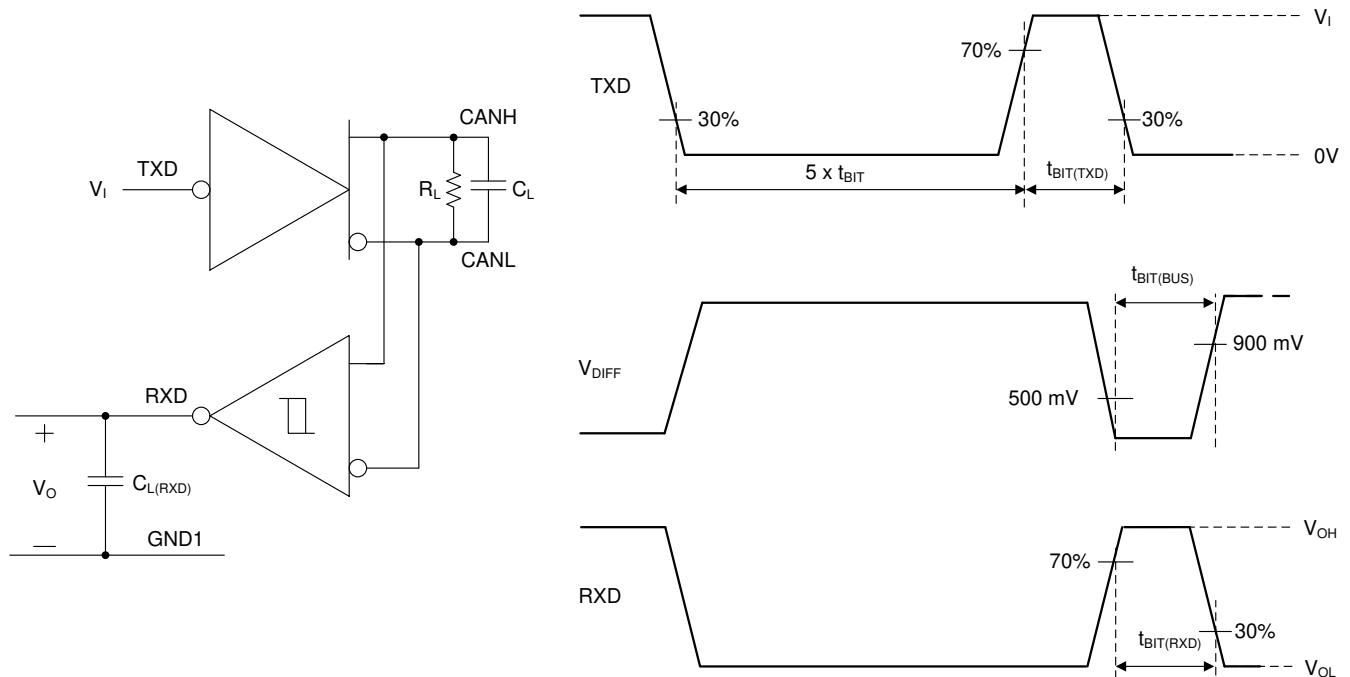 V_I
TXD
CANH
R_L
C_L
CANL
RXD
+
V_O
C_L(RXD)
—
GND1
TXD
30%
70%
30%
V_I
0V
5 x t_BIT
t_BIT(TXD)
V_DIFF
500 mV
t_BIT(BUS)
900 mV
RXD
70%
30%
t_BIT(RXD)
V_OH
V_OL